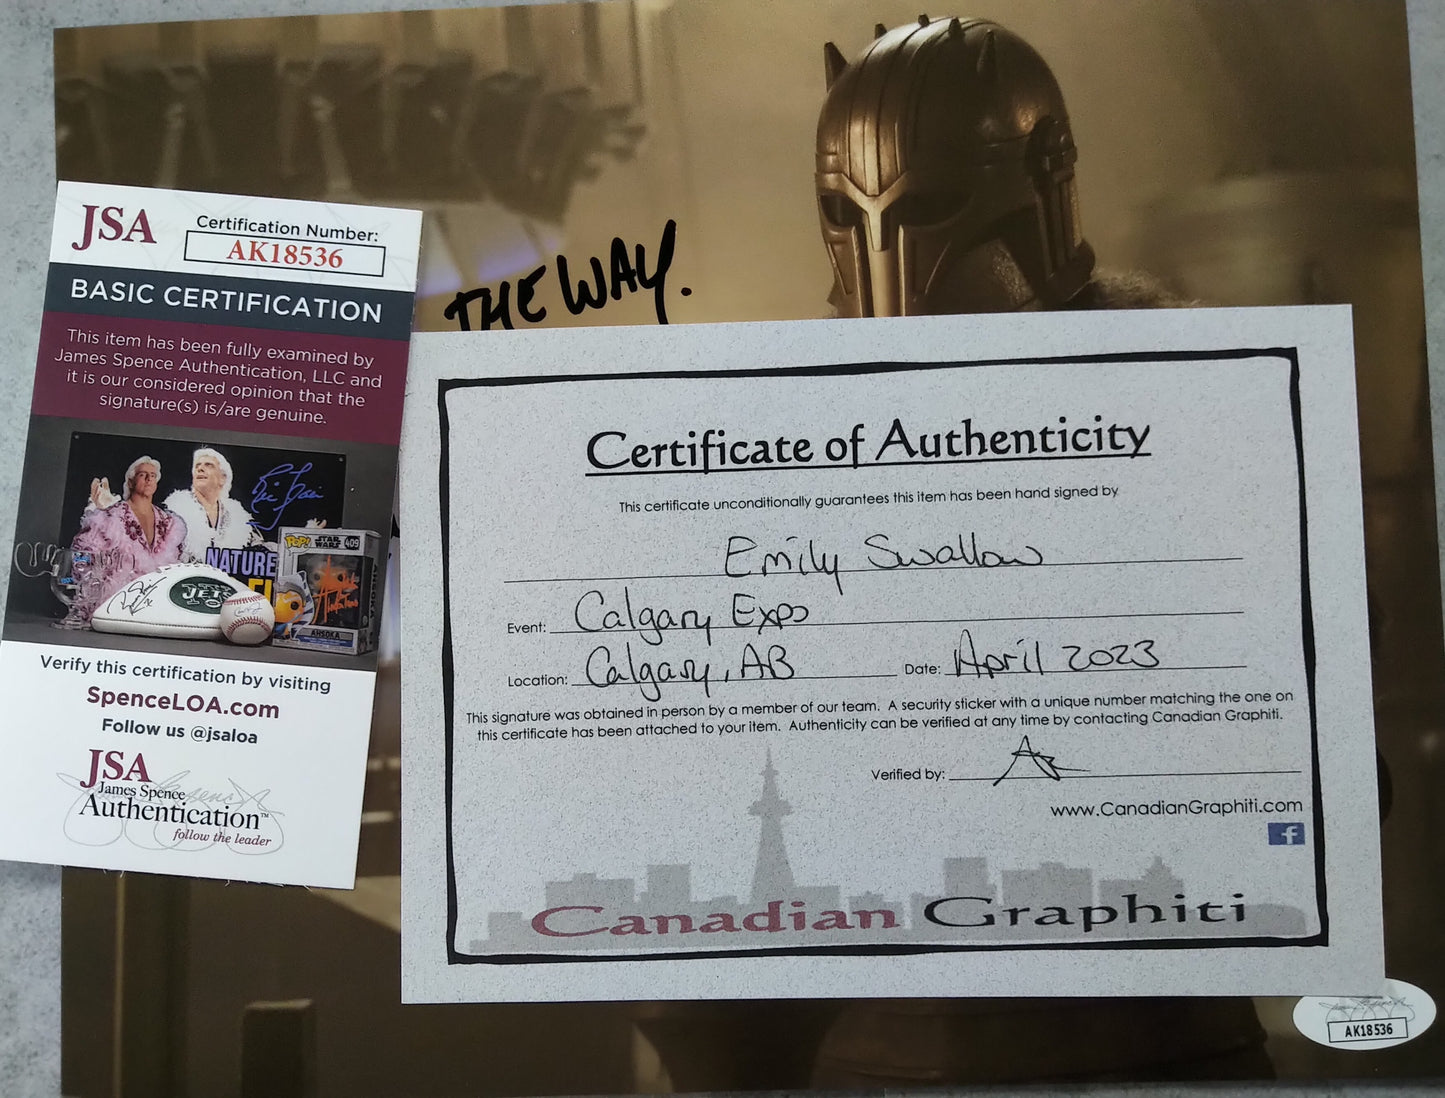 THE WAY.
JSA
Certification Number:
AK18536
BASIC CERTIFICATION
This item has been fully examined by
James Spence Authentication, LLC and
it is our considered opinion that the
signature(s) is/are genuine.
NATURE
JETS
POP! STAR WARS 409
AHSOKA
Verify this certification by visiting
SpenceLOA.com
Follow us @jsaloa
JSA
James Spence
Authentication™
follow the leader
Certificate of Authenticity
This certificate unconditionally guarantees this item has been hand signed by
Emily Swallow
Event: Calgary Expo
Location: Calgary, AB Date: April 2023
This signature was obtained in person by a member of our team. A security sticker with a unique number matching the one on
this certificate has been attached to your item. Authenticity can be verified at any time by contacting Canadian Graphiti.
Verified by:
www.CanadianGraphiti.com
f
Canadian Graphiti
AK18536